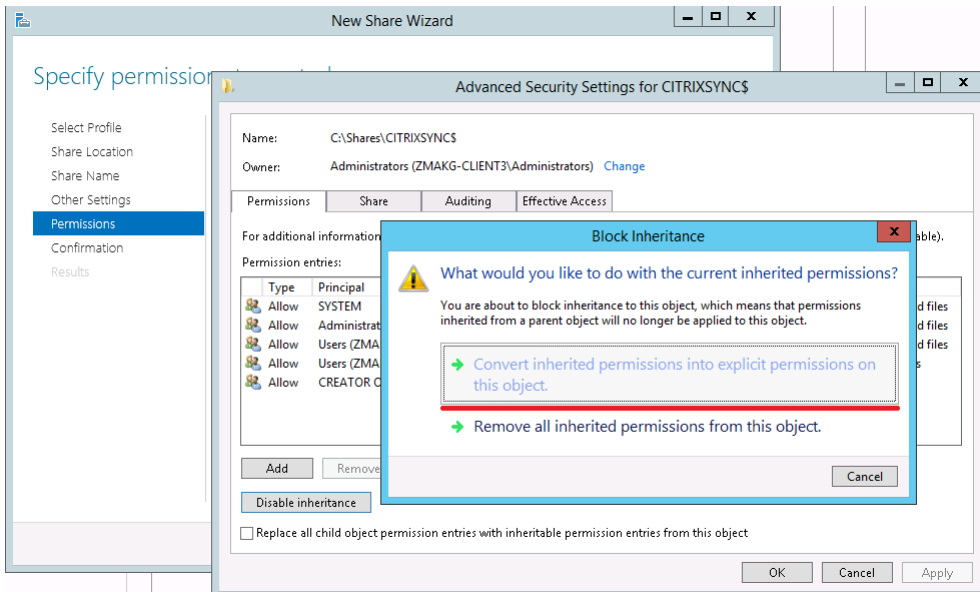 New Share Wizard
Specify permission
Select Profile
Share Location
Share Name
Other Settings
Permissions
Confirmation
Results
Advanced Security Settings for CITRIXSYNC$
Name: C:\Shares\CITRIXSYNC$
Owner: Administrators (ZMAKG-CLIENT3\Administrators) Change
Permissions Share Auditing Effective Access
For additional information
able).
Permission entries:
Type Principal
Allow SYSTEM d files
Allow Administrat d files
Allow Users (ZMA d files
Allow Users (ZMA s
Allow CREATOR O
Block Inheritance
What would you like to do with the current inherited permissions?
You are about to block inheritance to this object, which means that permissions
inherited from a parent object will no longer be applied to this object.
Convert inherited permissions into explicit permissions on
this object.
Remove all inherited permissions from this object.
Cancel
Add Remove
Disable inheritance
Replace all child object permission entries with inheritable permission entries from this object
OK Cancel Apply